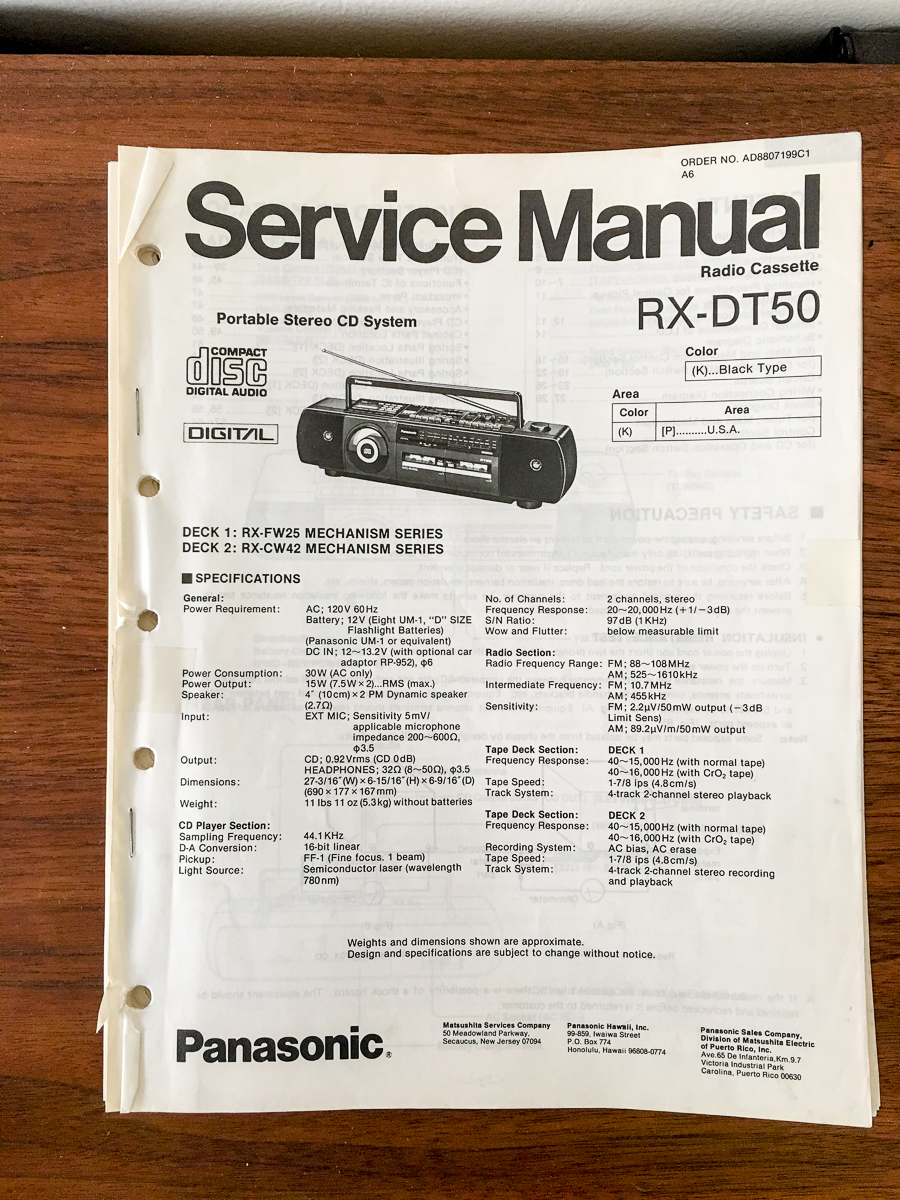 ORDER NO. AD8807199C1
A6
Service Manual
Radio Cassette
RX-DT50
Portable Stereo CD System
COMPACT
disc
DIGITAL AUDIO
DIGITAL
Color
(K)...Black Type
Area
Color Area
(K) [P]..........U.S.A.
DECK 1: RX-FW25 MECHANISM SERIES
DECK 2: RX-CW42 MECHANISM SERIES
■ SPECIFICATIONS
General:
Power Requirement: AC; 120V 60Hz
Battery; 12V (Eight UM-1, "D" SIZE
Flashlight Batteries)
(Panasonic UM-1 or equivalent)
DC IN; 12~13.2V (with optional car
adaptor RP-952), φ6
Power Consumption: 30W (AC only)
Power Output: 15W (7.5W×2)...RMS (max.)
Speaker: 4″ (10cm)×2 PM Dynamic speaker
(2.7Ω)
Input: EXT MIC; Sensitivity 5mV/
applicable microphone
impedance 200~600Ω,
φ3.5
Output: CD; 0.92Vrms (CD 0dB)
HEADPHONES; 32Ω (8~50Ω), φ3.5
Dimensions: 27-3/16″(W)×6-15/16″(H)×6-9/16″(D)
(690×177×167mm)
Weight: 11 lbs 11 oz (5.3kg) without batteries
CD Player Section:
Sampling Frequency: 44.1KHz
D-A Conversion: 16-bit linear
Pickup: FF-1 (Fine focus. 1 beam)
Light Source: Semiconductor laser (wavelength
780nm)
No. of Channels: 2 channels, stereo
Frequency Response: 20~20,000Hz (+1/−3dB)
S/N Ratio: 97dB (1KHz)
Wow and Flutter: below measurable limit
Radio Section:
Radio Frequency Range: FM; 88~108MHz
AM; 525~1610kHz
Intermediate Frequency: FM; 10.7MHz
AM; 455kHz
Sensitivity: FM; 2.2μV/50mW output (−3dB
Limit Sens)
AM; 89.2μV/m/50mW output
Tape Deck Section: DECK 1
Frequency Response: 40~15,000Hz (with normal tape)
40~16,000Hz (with CrO₂ tape)
Tape Speed: 1-7/8 ips (4.8cm/s)
Track System: 4-track 2-channel stereo playback
Tape Deck Section: DECK 2
Frequency Response: 40~15,000Hz (with normal tape)
40~16,000Hz (with CrO₂ tape)
Recording System: AC bias, AC erase
Tape Speed: 1-7/8 ips (4.8cm/s)
Track System: 4-track 2-channel stereo recording
and playback
Weights and dimensions shown are approximate.
Design and specifications are subject to change without notice.
Panasonic®
Matsushita Services Company
50 Meadowland Parkway,
Secaucus, New Jersey 07094
Panasonic Hawaii, Inc.
99-859, Iwaiwa Street
P.O. Box 774
Honolulu, Hawaii 96808-0774
Panasonic Sales Company,
Division of Matsushita Electric
of Puerto Rico, Inc.
Ave.65 De Infanteria,Km.9.7
Victoria Industrial Park
Carolina, Puerto Rico 00630